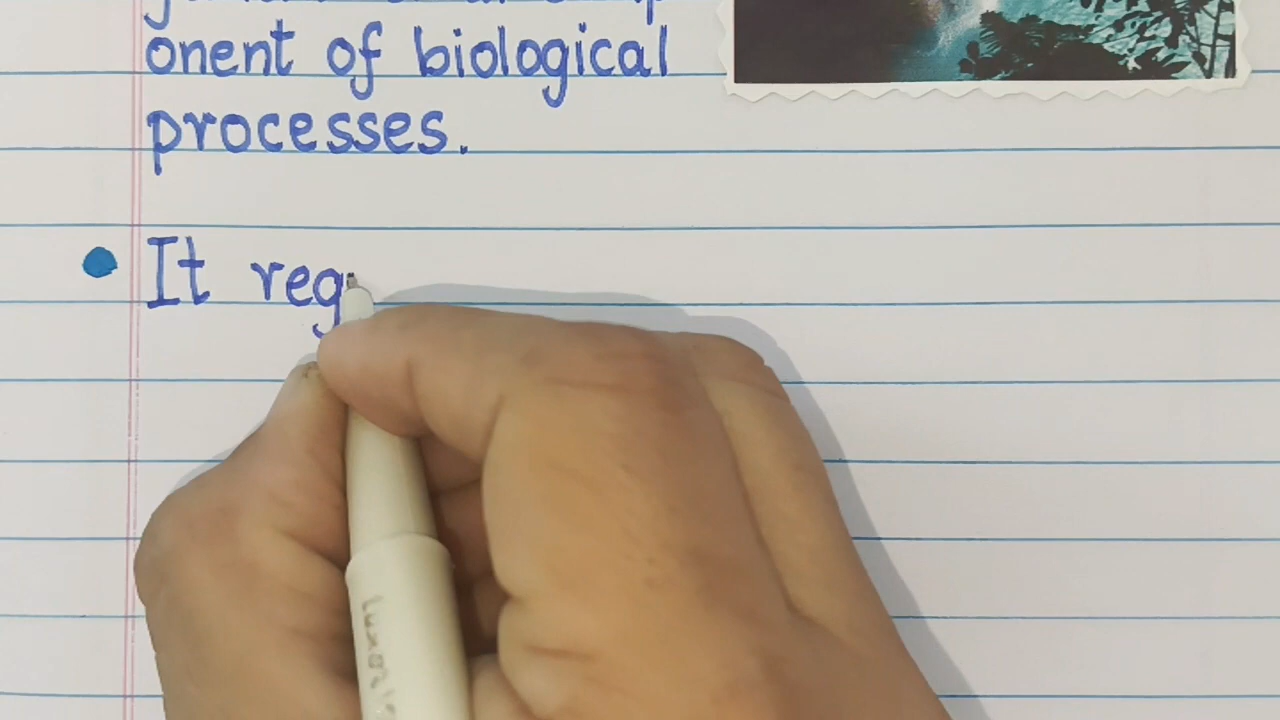 onent of biological
processes.
• It reg